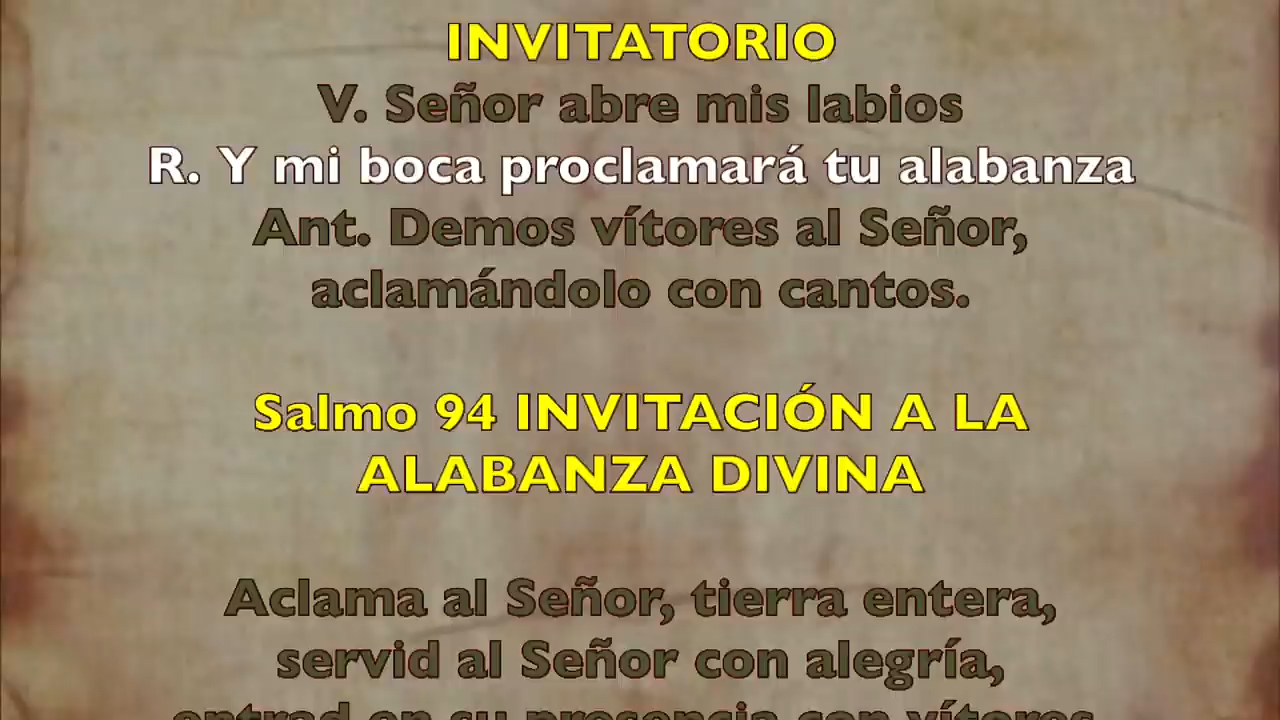 INVITATORIO
V. Señor abre mis labios
R. Y mi boca proclamará tu alabanza
Ant. Demos vítores al Señor,
aclamándolo con cantos.
Salmo 94 INVITACIÓN A LA
ALABANZA DIVINA
Aclama al Señor, tierra entera,
servid al Señor con alegría,
entrad en su presencia con vítores